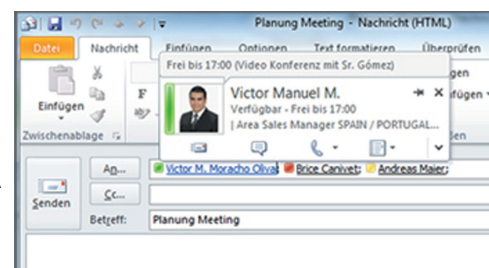 Planung Meeting - Nachricht (HTML)
Datei Nachricht Einfügen Optionen Text formatieren Überprüfen
Frei bis 17:00 (Video Konferenz mit Sr. Gómez)
Victor Manuel M.
Verfügbar - Frei bis 17:00
| Area Sales Manager SPAIN / PORTUGAL...
Einfügen
F
Zwischenablage
An... Victor M. Moracho Oliva; Brice Canivet; Andreas Maier;
Cc...
Senden
Betreff: Planung Meeting